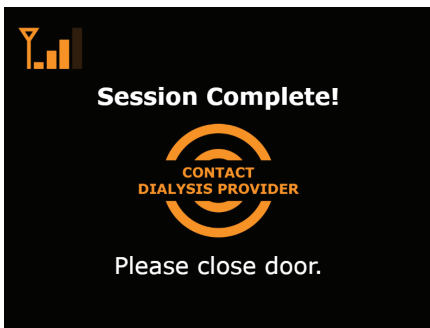 Session Complete!
CONTACT
DIALYSIS PROVIDER
Please close door.